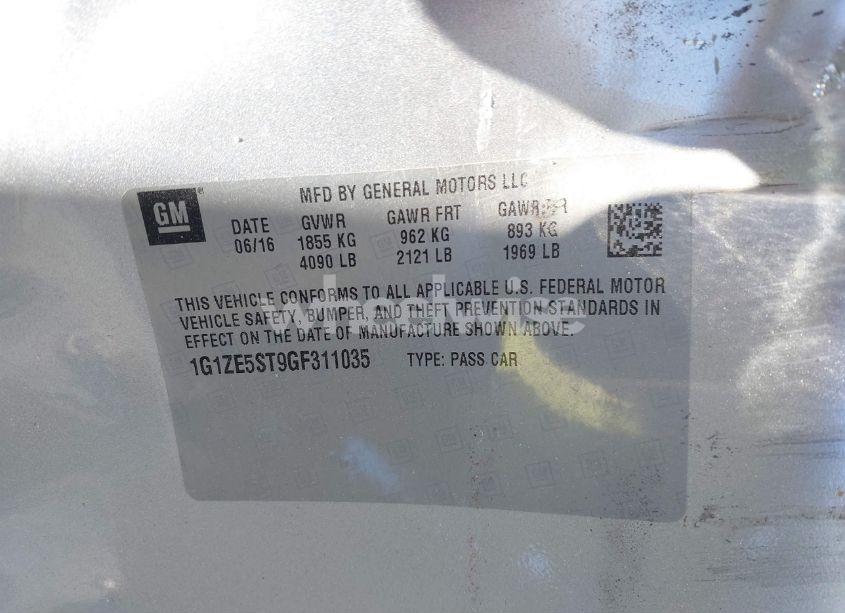 GM
MFD BY GENERAL MOTORS LLC
DATE GVWR GAWR FRT GAWR RR
06/16 1855 KG 962 KG 893 KG
4090 LB 2121 LB 1969 LB
THIS VEHICLE CONFORMS TO ALL APPLICABLE U.S. FEDERAL MOTOR
VEHICLE SAFETY, BUMPER, AND THEFT PREVENTION STANDARDS IN
EFFECT ON THE DATE OF MANUFACTURE SHOWN ABOVE.
1G1ZE5ST9GF311035 TYPE: PASS CAR